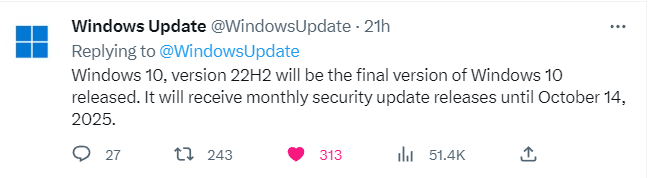 Windows Update @WindowsUpdate · 21h
Replying to @WindowsUpdate
Windows 10, version 22H2 will be the final version of Windows 10
released. It will receive monthly security update releases until October 14,
2025.
27 243 313 51.4K